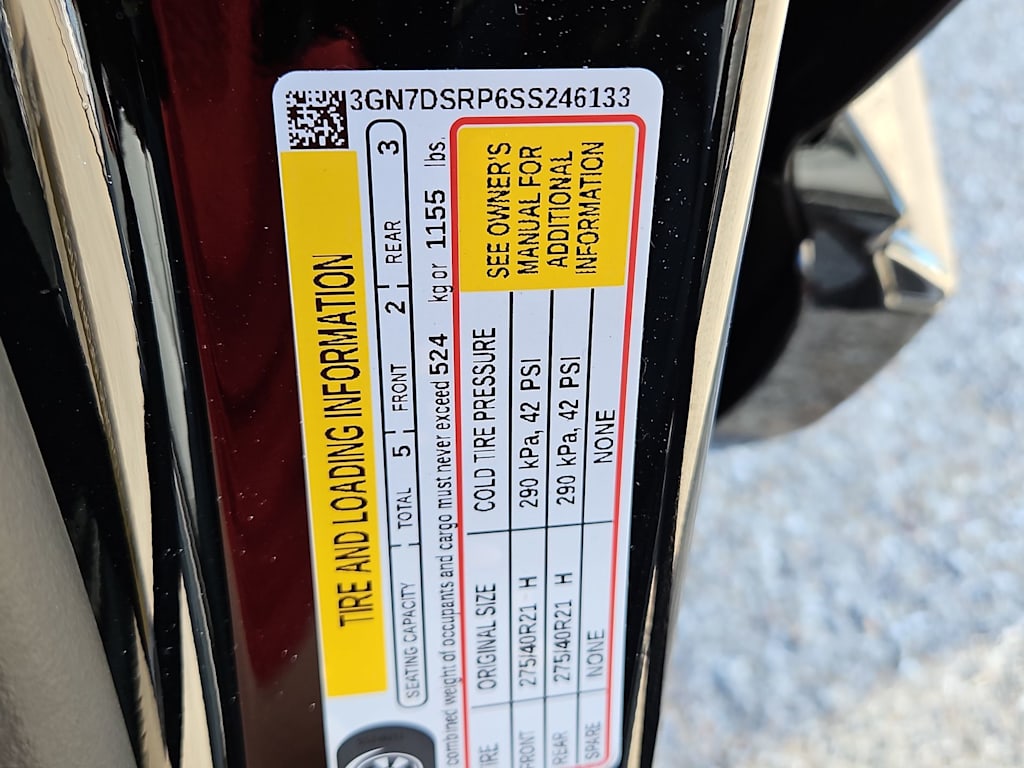 3GN7DSRP6SS246133
TIRE AND LOADING INFORMATION
SEATING CAPACITY TOTAL 5 FRONT 2 REAR 3
combined weight of occupants and cargo must never exceed 524 kg or 1155 lbs.
ORIGINAL SIZE COLD TIRE PRESSURE
FRONT 275/40R21 H 290 kPa, 42 PSI
REAR 275/40R21 H 290 kPa, 42 PSI
SPARE NONE NONE
SEE OWNER'S
MANUAL FOR
ADDITIONAL
INFORMATION